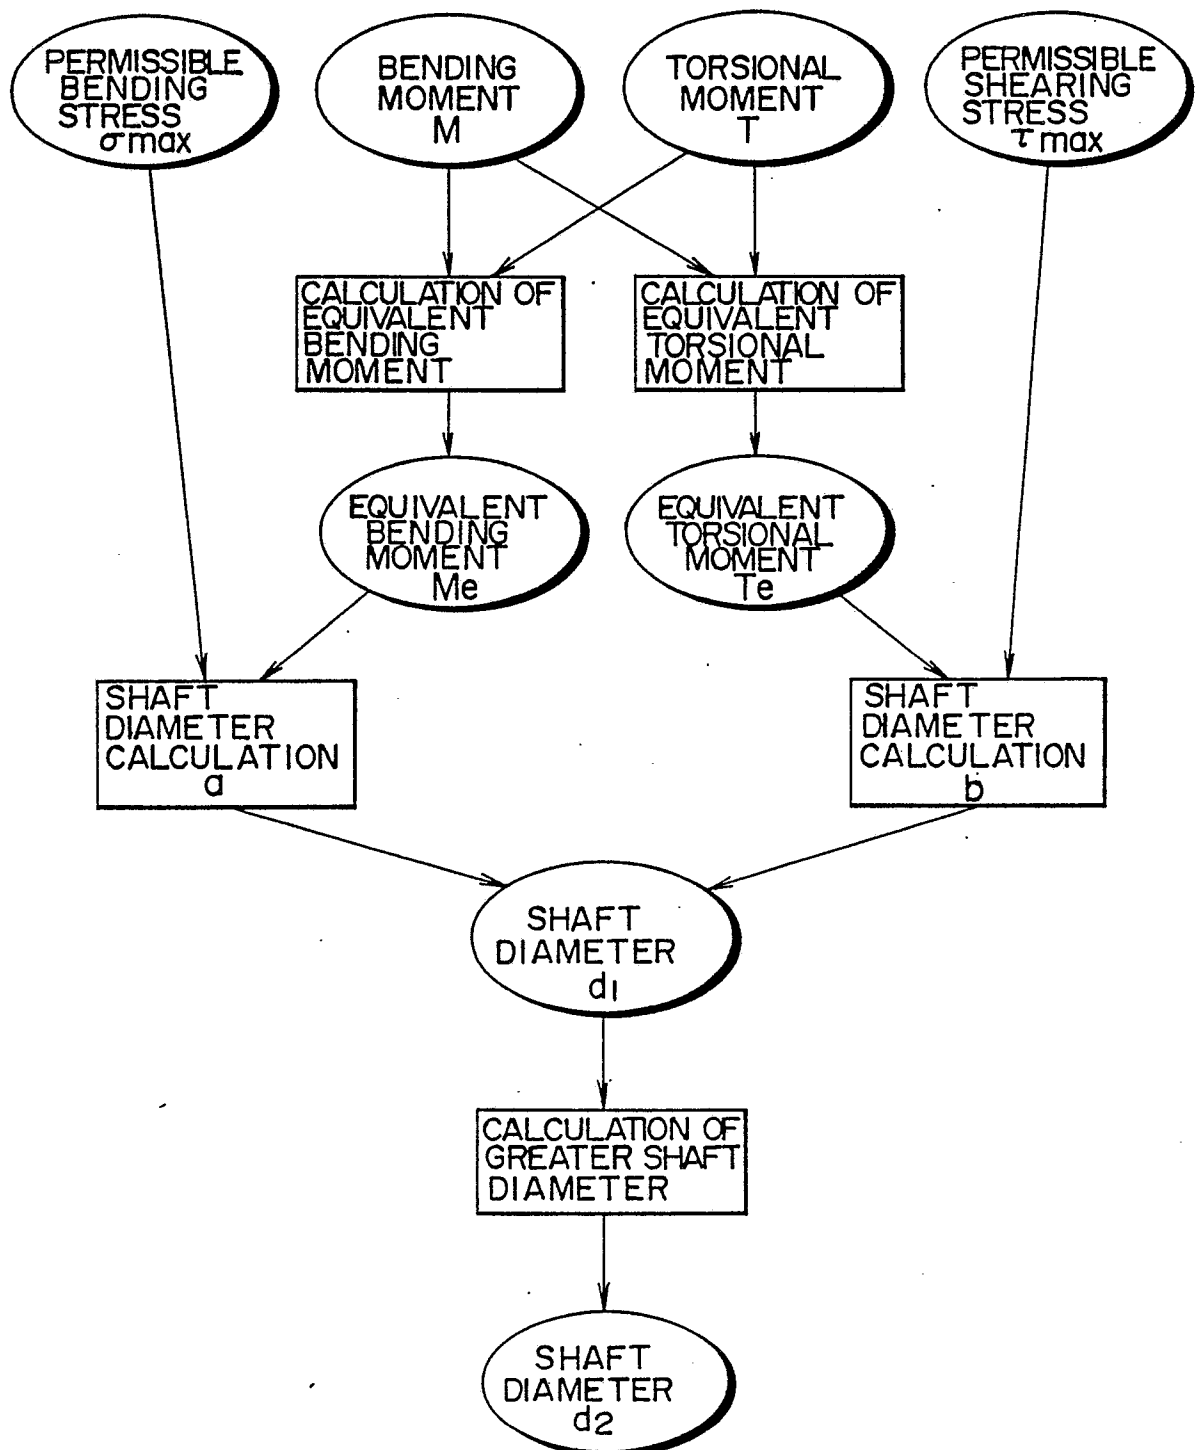 PERMISSIBLE
BENDING
STRESS
σmax
BENDING
MOMENT
M
TORSIONAL
MOMENT
T
PERMISSIBLE
SHEARING
STRESS
τmax
CALCULATION OF
EQUIVALENT
BENDING
MOMENT
CALCULATION OF
EQUIVALENT
TORSIONAL
MOMENT
EQUIVALENT
BENDING
MOMENT
Me
EQUIVALENT
TORSIONAL
MOMENT
Te
SHAFT
DIAMETER
CALCULATION
a
SHAFT
DIAMETER
CALCULATION
b
SHAFT
DIAMETER
d1
CALCULATION OF
GREATER SHAFT
DIAMETER
SHAFT
DIAMETER
d2